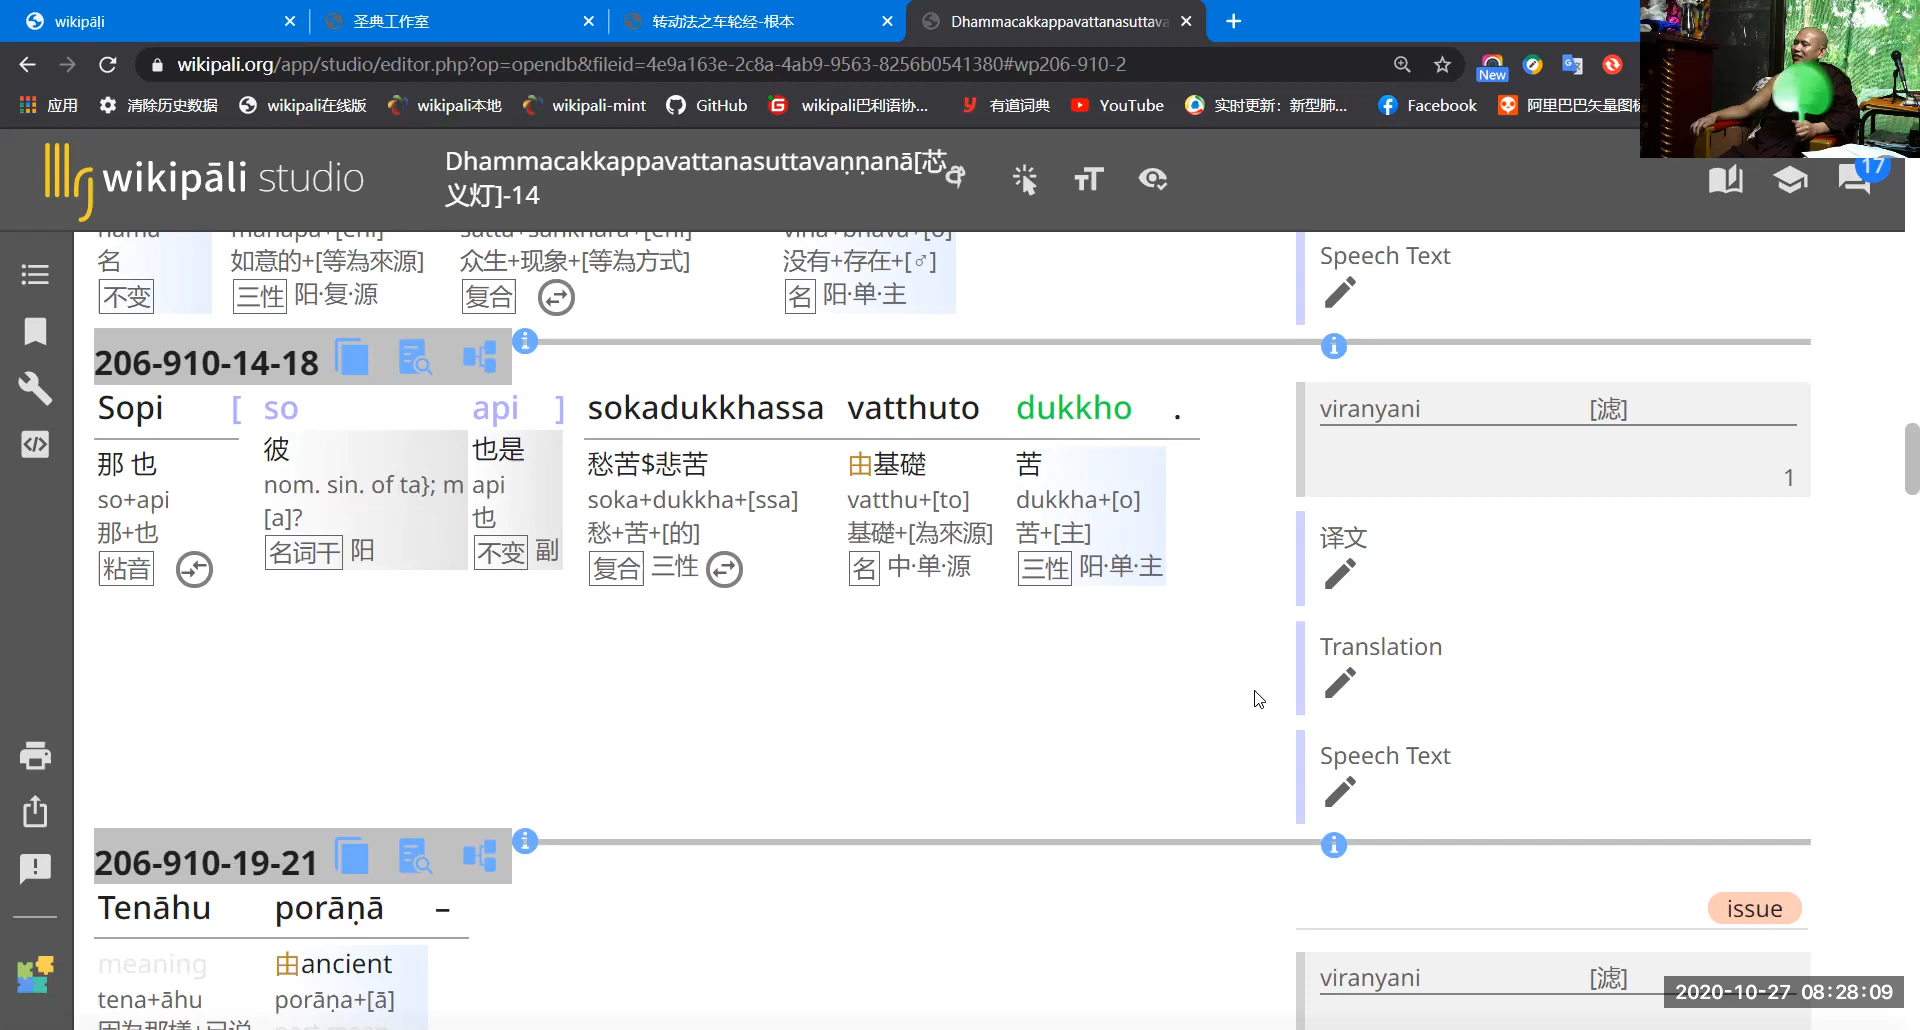 wikipāḷi
圣典工作室
转动法之车轮经-根本
Dhammacakkappavattanasuttava
wikipali.org/app/studio/editor.php?op=opendb&fileid=4e9a163e-2c8a-4ab9-9563-8256b0541380#wp206-910-2
New
应用
清除历史数据
wikipali在线版
wikipali本地
wikipali-mint
GitHub
wikipali巴利语协...
有道词典
YouTube
实时更新：新型肺...
Facebook
阿里巴巴矢量图标
wikipāli studio
Dhammacakkappavattanasuttavaṇṇanā[芯
义灯]-14
17
名
如意的+[等為來源]
众生+现象+[等為方式]
没有+存在+[♂]
不变
三性 阳·复·源
复合
名 阳·单·主
Speech Text
206-910-14-18
Sopi [ so api ] sokadukkhassa vatthuto dukkho .
那 也
so+api
那+也
粘音
彼
nom. sin. of ta}; m
[a]?
名词干 阳
也是
api
也
不变 副
愁苦$悲苦
soka+dukkha+[ssa]
愁+苦+[的]
复合 三性
由基礎
vatthu+[to]
基礎+[為來源]
名 中·单·源
苦
dukkha+[o]
苦+[主]
三性 阳·单·主
viranyani [滤]
1
译文
Translation
Speech Text
206-910-19-21
Tenāhu porāṇā –
meaning
tena+āhu
由ancient
porāṇa+[ā]
issue
viranyani [滤]
2020-10-27 08:28:09